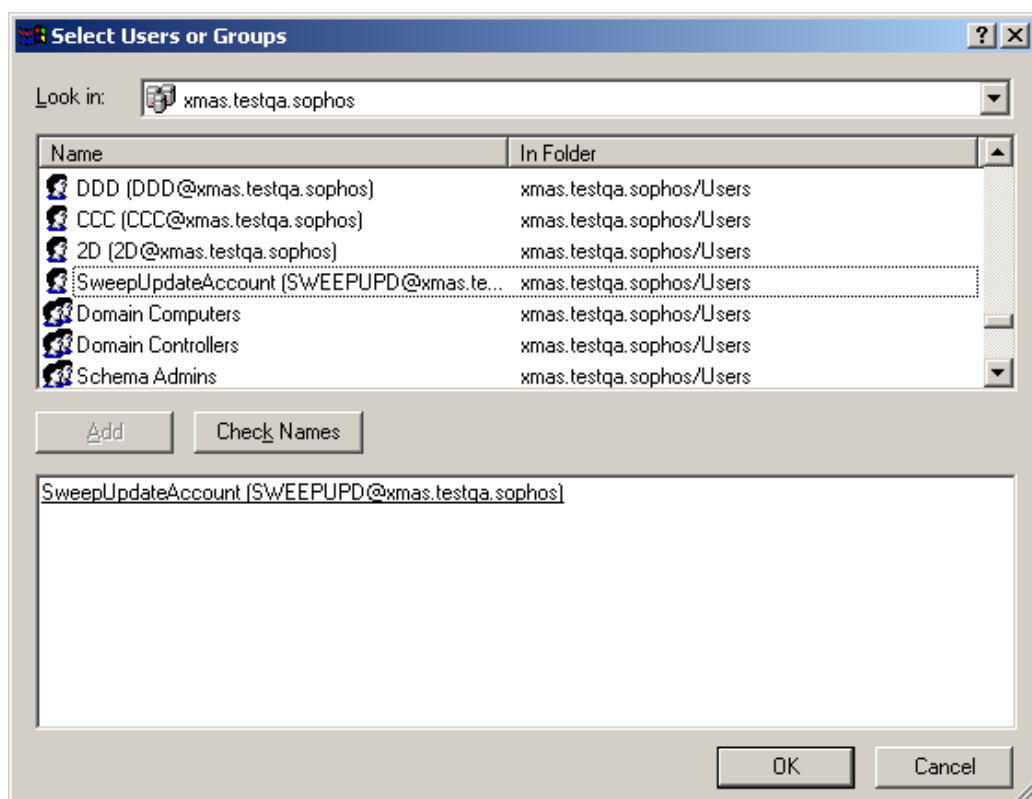 Select Users or Groups
Look in: xmas.testqa.sophos
Name In Folder
DDD (DDD@xmas.testqa.sophos) xmas.testqa.sophos/Users
CCC (CCC@xmas.testqa.sophos) xmas.testqa.sophos/Users
2D (2D@xmas.testqa.sophos) xmas.testqa.sophos/Users
SweepUpdateAccount (SWEEPUPD@xmas.te... xmas.testqa.sophos/Users
Domain Computers xmas.testqa.sophos/Users
Domain Controllers xmas.testqa.sophos/Users
Schema Admins xmas.testqa.sophos/Users
Add Check Names
SweepUpdateAccount (SWEEPUPD@xmas.testqa.sophos)
OK Cancel